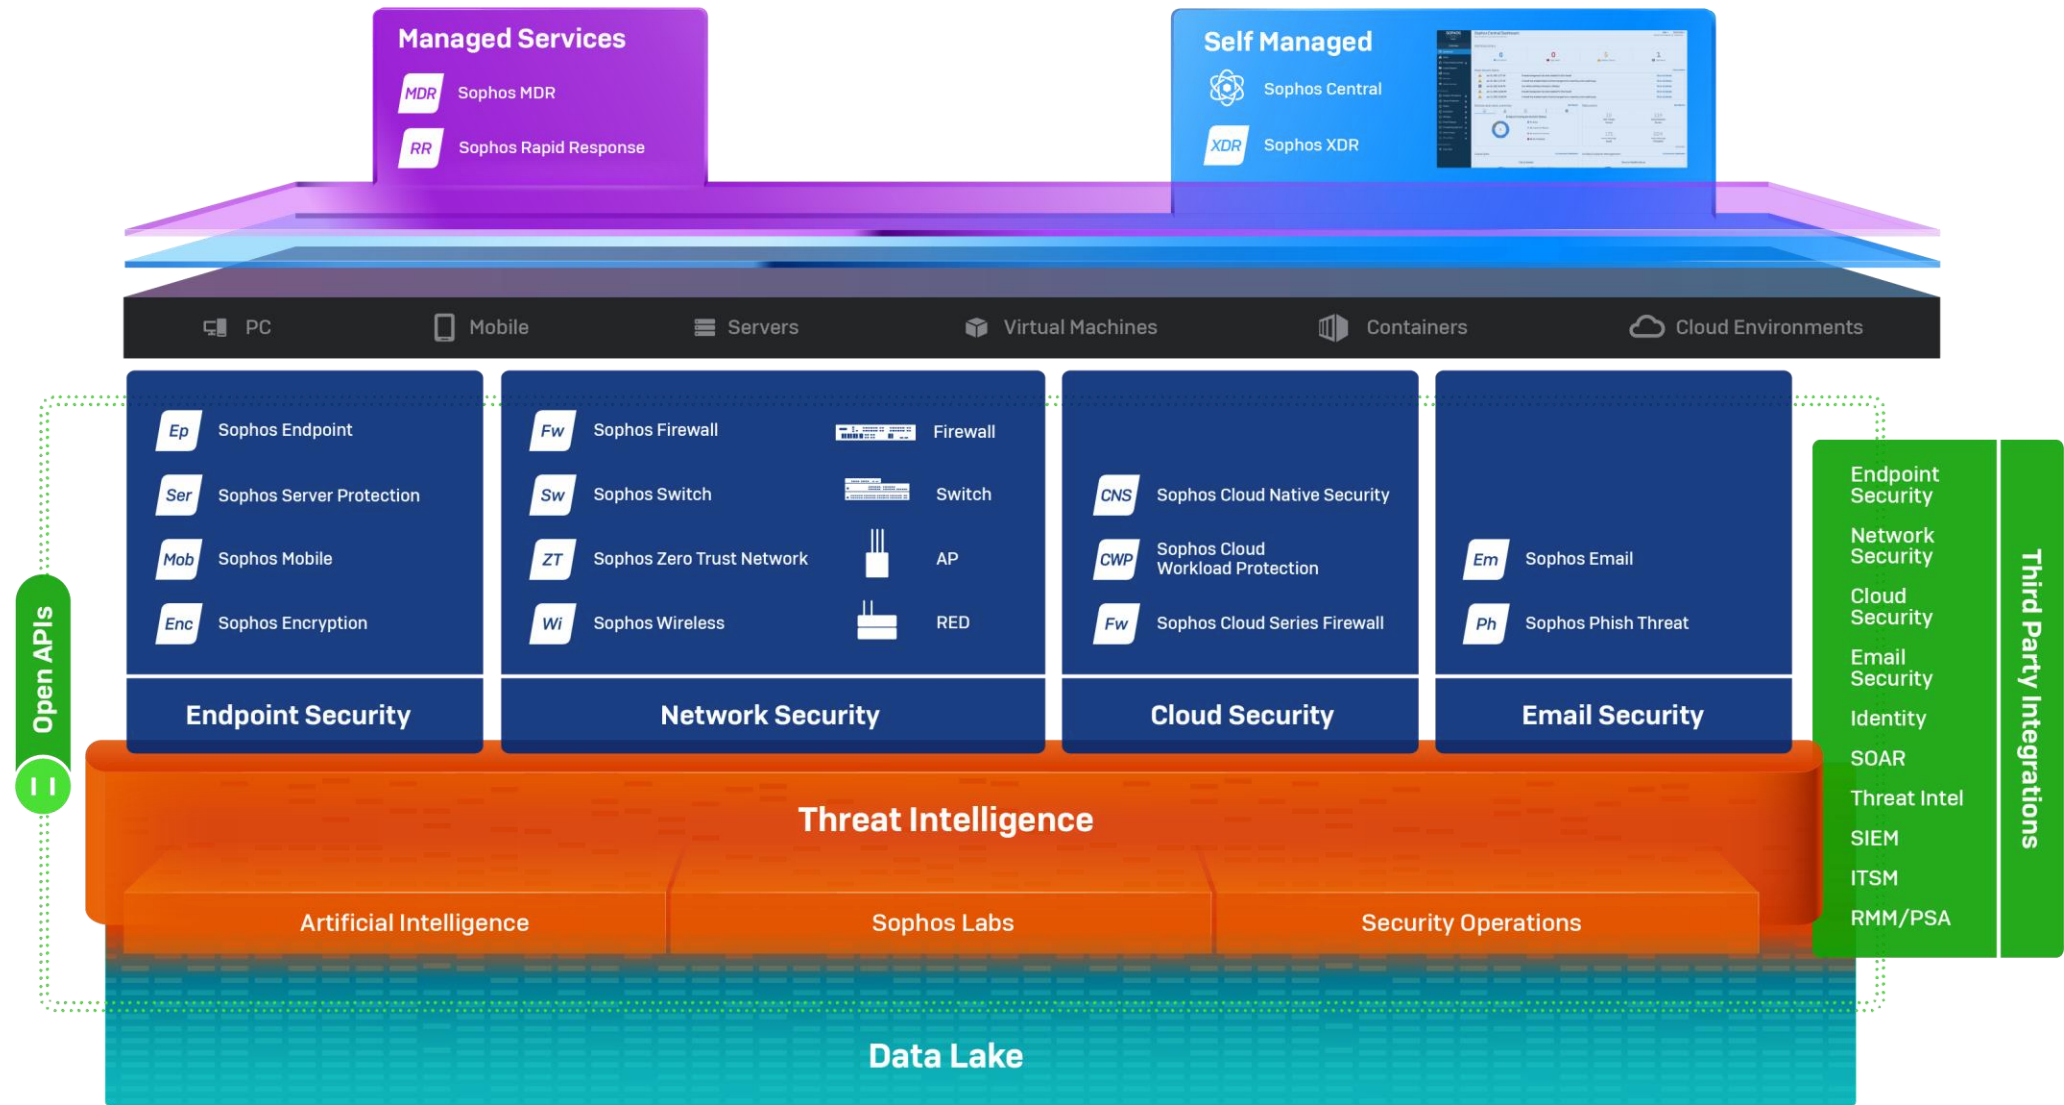 Managed Services
MDR
Sophos MDR
RR
Sophos Rapid Response
Self Managed
Sophos Central
XDR
Sophos XDR
SOPHOS
Sophos Central Dashboard
PC
Mobile
Servers
Virtual Machines
Containers
Cloud Environments
Ep
Sophos Endpoint
Ser
Sophos Server Protection
Mob
Sophos Mobile
Enc
Sophos Encryption
Endpoint Security
Fw
Sophos Firewall
Firewall
Sw
Sophos Switch
Switch
ZT
Sophos Zero Trust Network
AP
Wi
Sophos Wireless
RED
Network Security
CNS
Sophos Cloud Native Security
CWP
Sophos Cloud
Workload Protection
Fw
Sophos Cloud Series Firewall
Cloud Security
Em
Sophos Email
Ph
Sophos Phish Threat
Email Security
Open APIs
Endpoint
Security
Network
Security
Cloud
Security
Email
Security
Identity
SOAR
Threat Intel
SIEM
ITSM
RMM/PSA
Third Party Integrations
Threat Intelligence
Artificial Intelligence
Sophos Labs
Security Operations
Data Lake